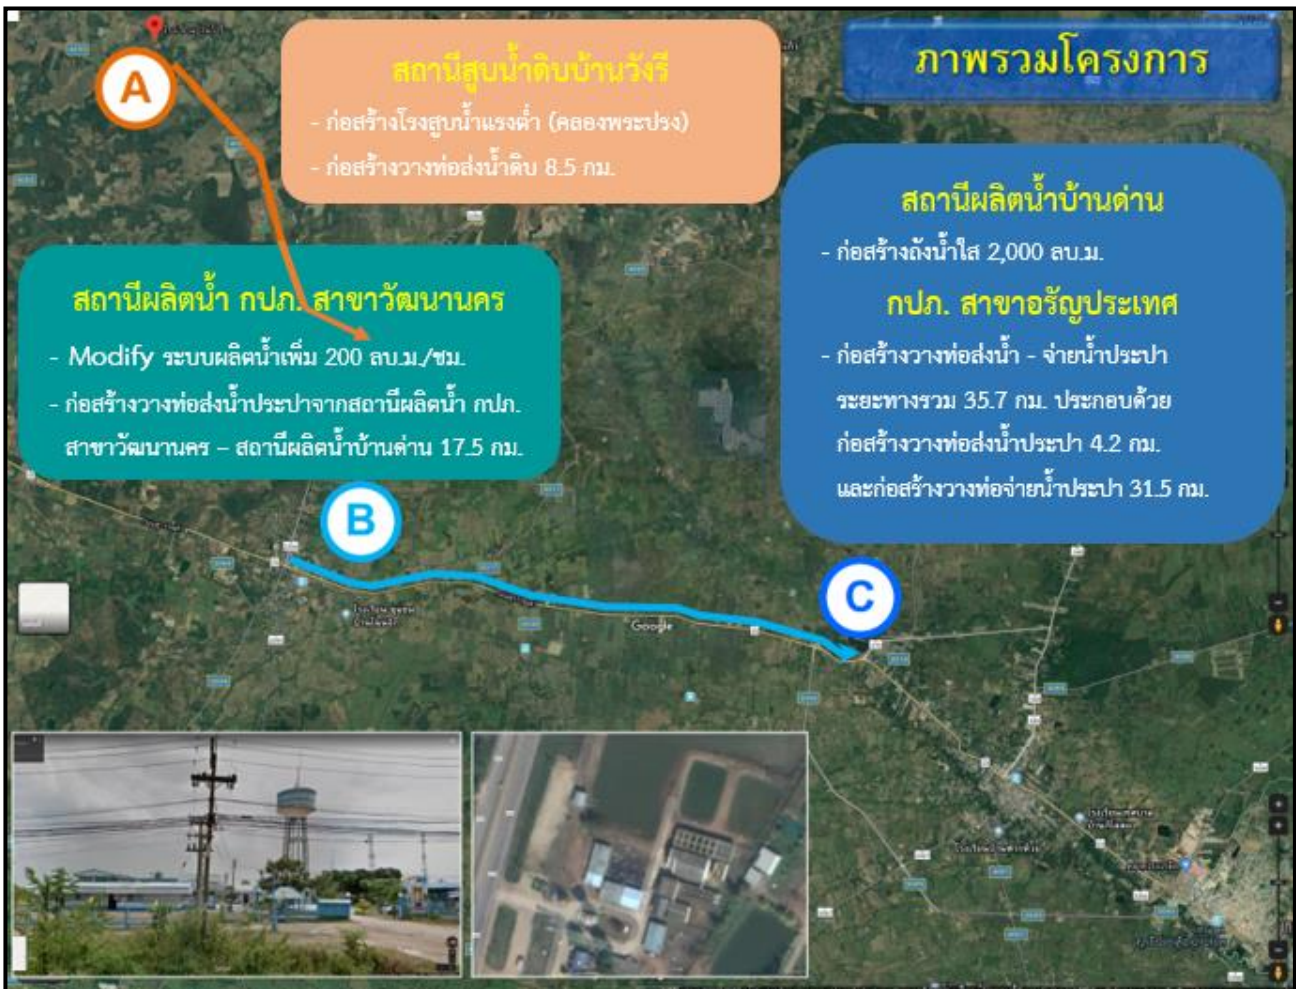 ภาพรวมโครงการ
A
สถานีสูบน้ำดิบบ้านวังรี
- ก่อสร้างโรงสูบน้ำแรงต่ำ (คลองพระปรง)
- ก่อสร้างวางท่อส่งน้ำดิบ 8.5 กม.
สถานีผลิตน้ำ กปภ. สาขาวัฒนานคร
- Modify ระบบผลิตน้ำเพิ่ม 200 ลบ.ม./ชม.
- ก่อสร้างวางท่อส่งน้ำประปาจากสถานีผลิตน้ำ กปภ.
สาขาวัฒนานคร – สถานีผลิตน้ำบ้านด่าน 17.5 กม.
สถานีผลิตน้ำบ้านด่าน
- ก่อสร้างถังน้ำใส 2,000 ลบ.ม.
กปภ. สาขาอรัญประเทศ
- ก่อสร้างวางท่อส่งน้ำ - จ่ายน้ำประปา
ระยะทางรวม 35.7 กม. ประกอบด้วย
ก่อสร้างวางท่อส่งน้ำประปา 4.2 กม.
และก่อสร้างวางท่อจ่ายน้ำประปา 31.5 กม.
B
C
Google